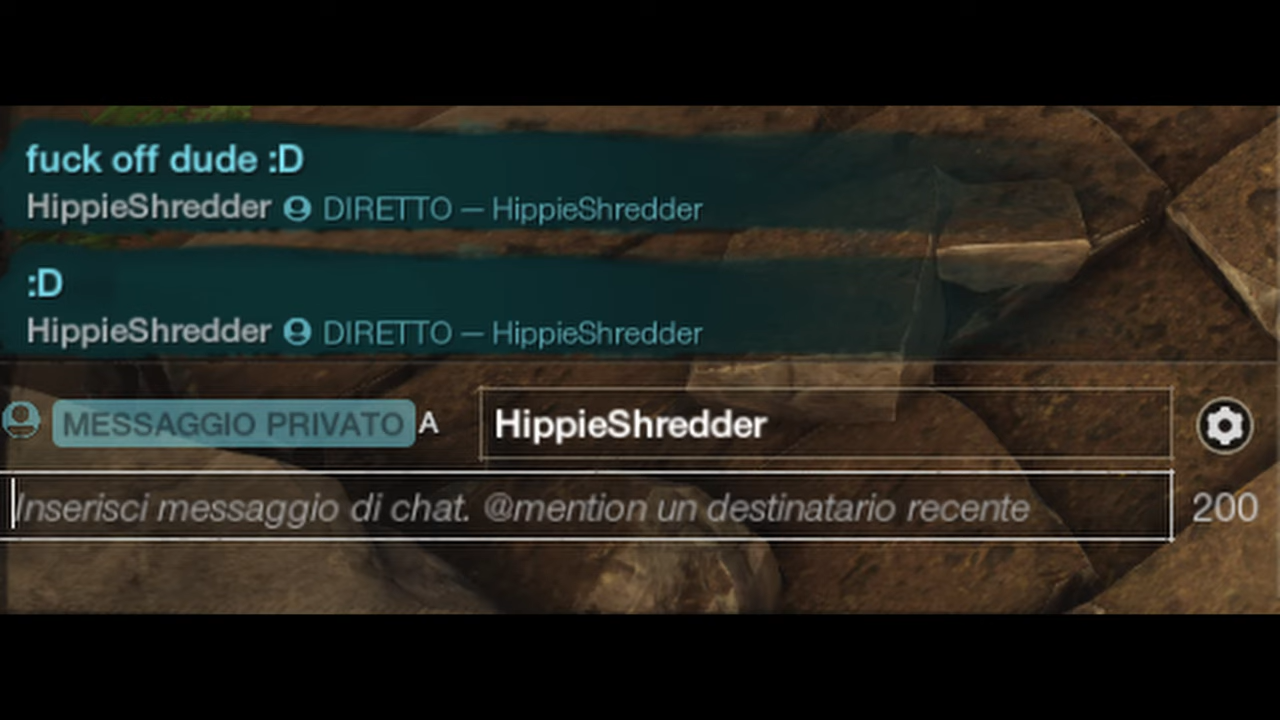 fuck off dude :D
HippieShredder DIRETTO — HippieShredder
:D
HippieShredder DIRETTO — HippieShredder
MESSAGGIO PRIVATO A HippieShredder
Inserisci messaggio di chat. @mention un destinatario recente 200